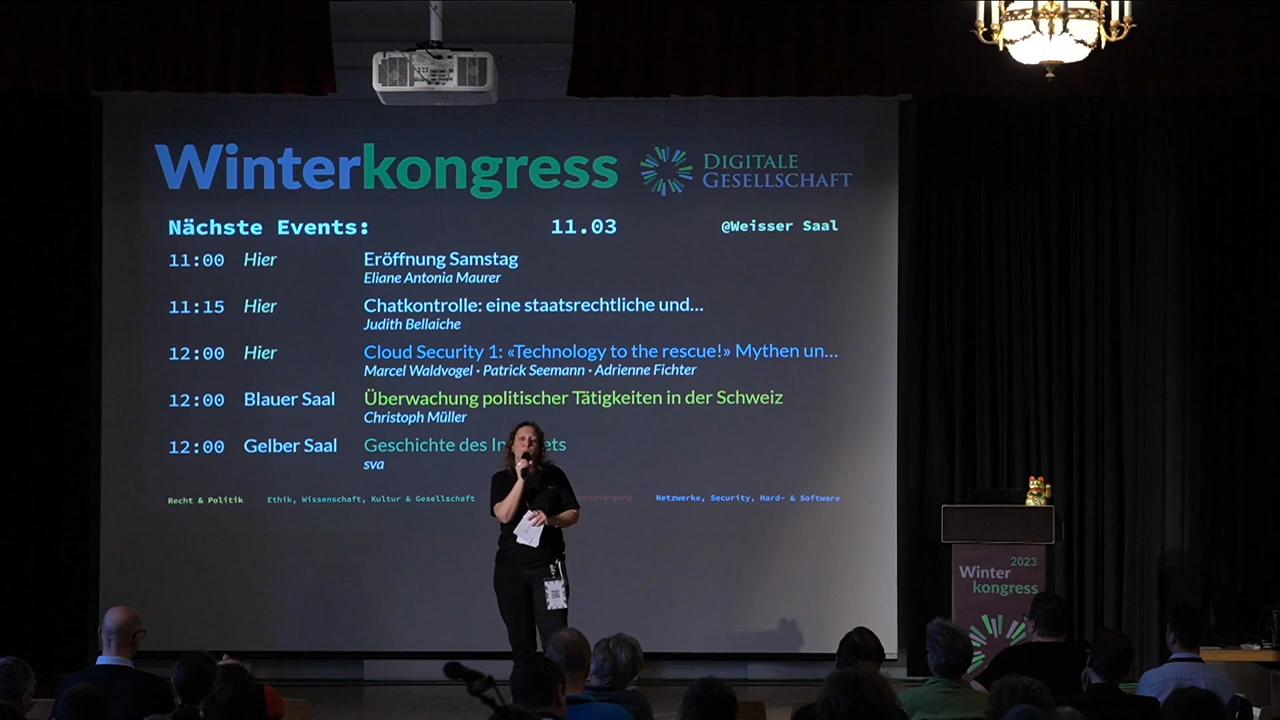 Winterkongress
DIGITALE
GESELLSCHAFT
Nächste Events: 11.03 @Weisser Saal
11:00 Hier Eröffnung Samstag
Eliane Antonia Maurer
11:15 Hier Chatkontrolle: eine staatsrechtliche und...
Judith Bellaiche
12:00 Hier Cloud Security 1: «Technology to the rescue!» Mythen un...
Marcel Waldvogel · Patrick Seemann · Adrienne Fichter
12:00 Blauer Saal Überwachung politischer Tätigkeiten in der Schweiz
Christoph Müller
12:00 Gelber Saal Geschichte des
sva
Recht & Politik Ethik, Wissenschaft, Kultur & Gesellschaft Netzwerke, Security, Hard- & Software
2023
Winter
kongress